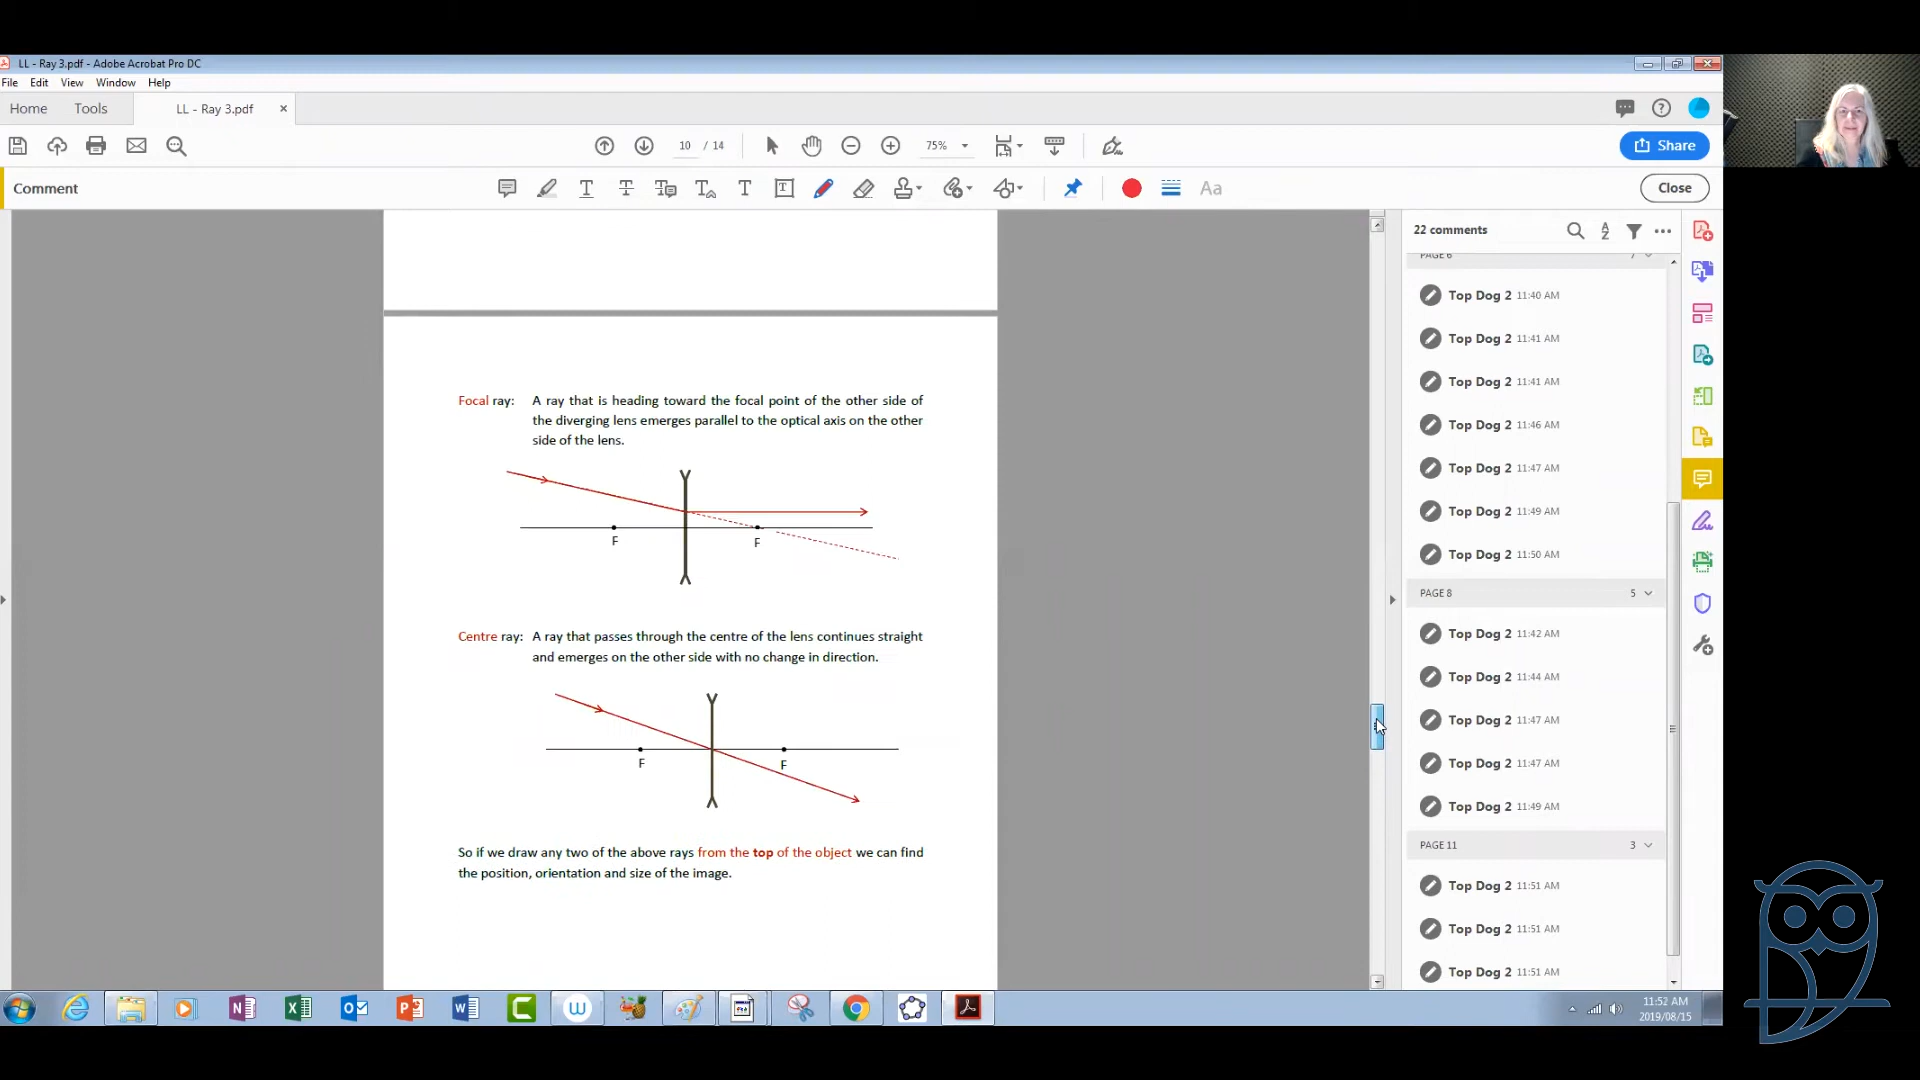 LL - Ray 3.pdf - Adobe Acrobat Pro DC
File Edit View Window Help
Home Tools LL - Ray 3.pdf ×
10 / 14 75% Share
Comment Aa Close
22 comments
PAGE 6 7
Top Dog 2 11:40 AM
Top Dog 2 11:41 AM
Top Dog 2 11:41 AM
Top Dog 2 11:46 AM
Top Dog 2 11:47 AM
Top Dog 2 11:49 AM
Top Dog 2 11:50 AM
PAGE 8 5
Top Dog 2 11:42 AM
Top Dog 2 11:44 AM
Top Dog 2 11:47 AM
Top Dog 2 11:47 AM
Top Dog 2 11:49 AM
PAGE 11 3
Top Dog 2 11:51 AM
Top Dog 2 11:51 AM
Top Dog 2 11:51 AM
Focal ray: A ray that is heading toward the focal point of the other side of
the diverging lens emerges parallel to the optical axis on the other
side of the lens.
F F
Centre ray: A ray that passes through the centre of the lens continues straight
and emerges on the other side with no change in direction.
F F
So if we draw any two of the above rays from the top of the object we can find
the position, orientation and size of the image.
11:52 AM
2019/08/15